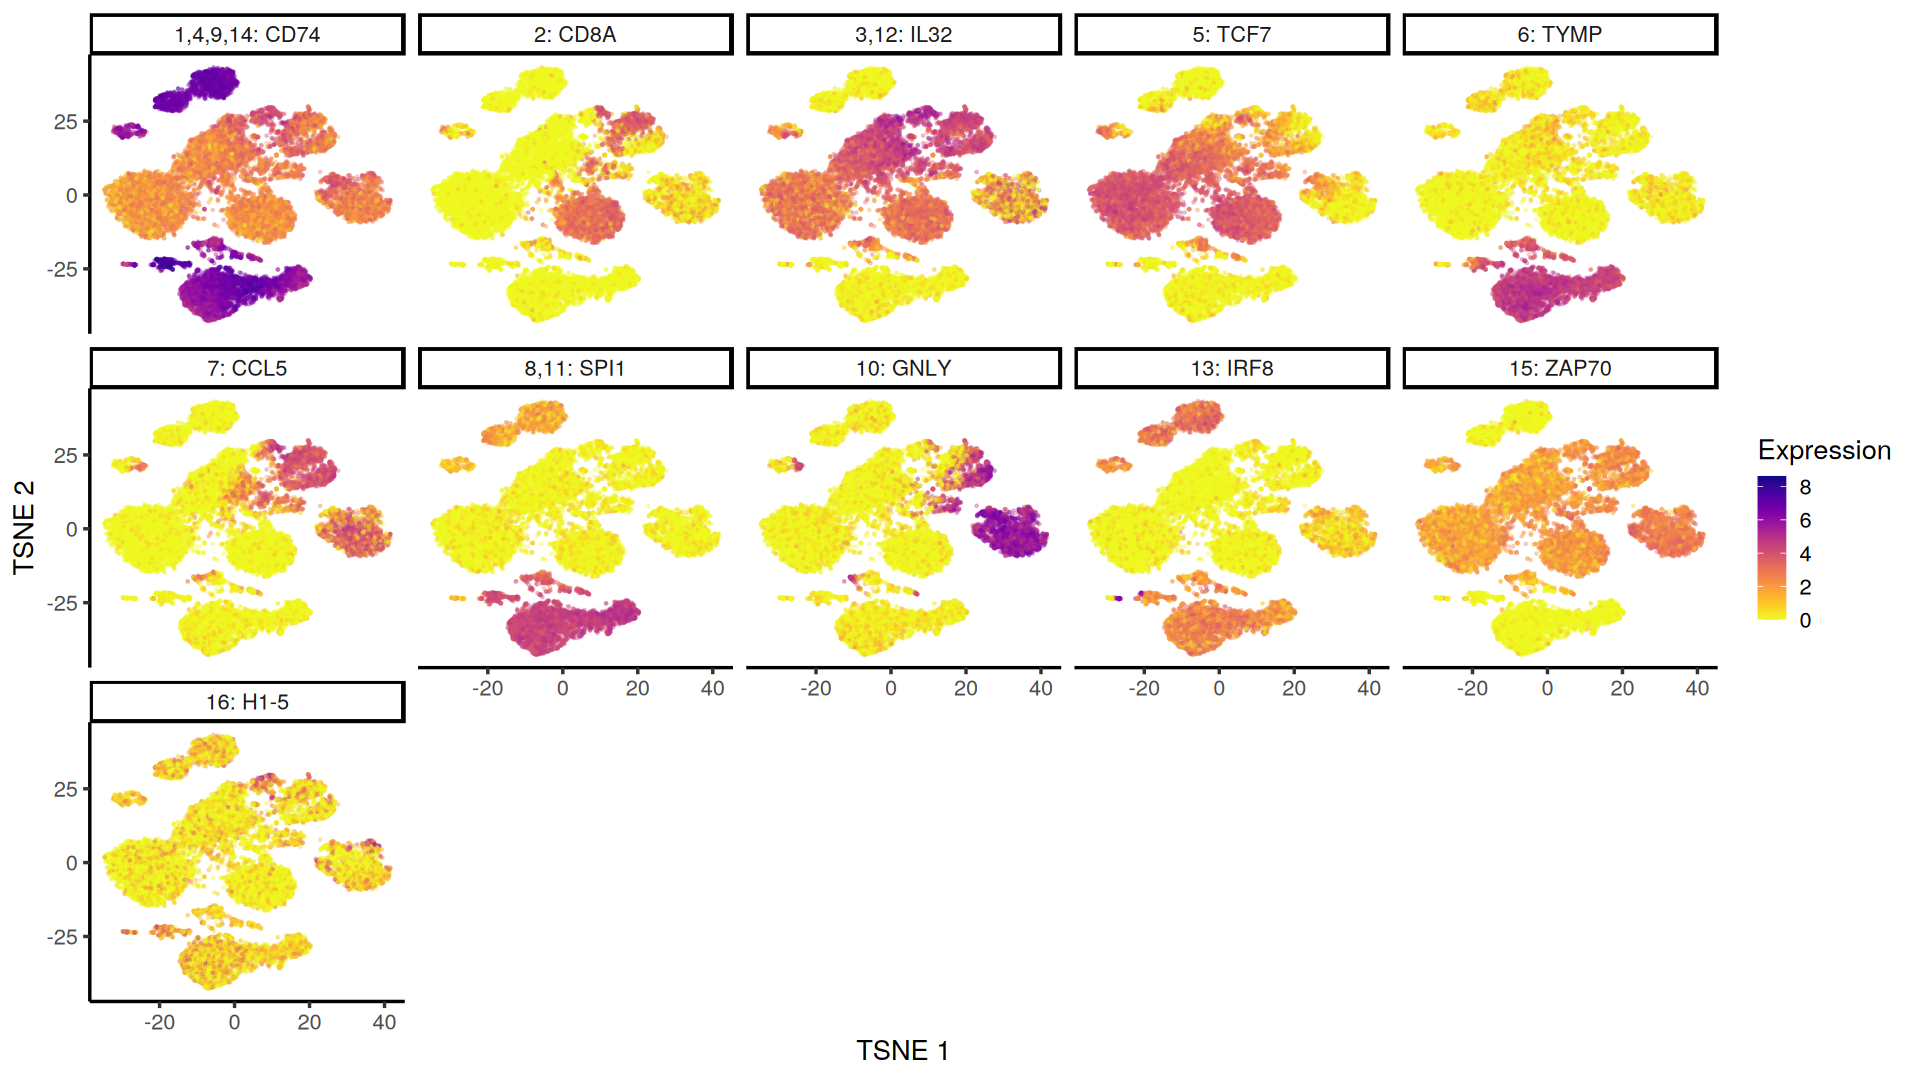 1,4,9,14: CD74
2: CD8A
3,12: IL32
5: TCF7
6: TYMP
25
0
-25
7: CCL5
8,11: SPI1
10: GNLY
13: IRF8
15: ZAP70
25
0
-25
-20 0 20 40
-20 0 20 40
-20 0 20 40
-20 0 20 40
16: H1-5
25
0
-25
-20 0 20 40
TSNE 2
TSNE 1
Expression
8
6
4
2
0